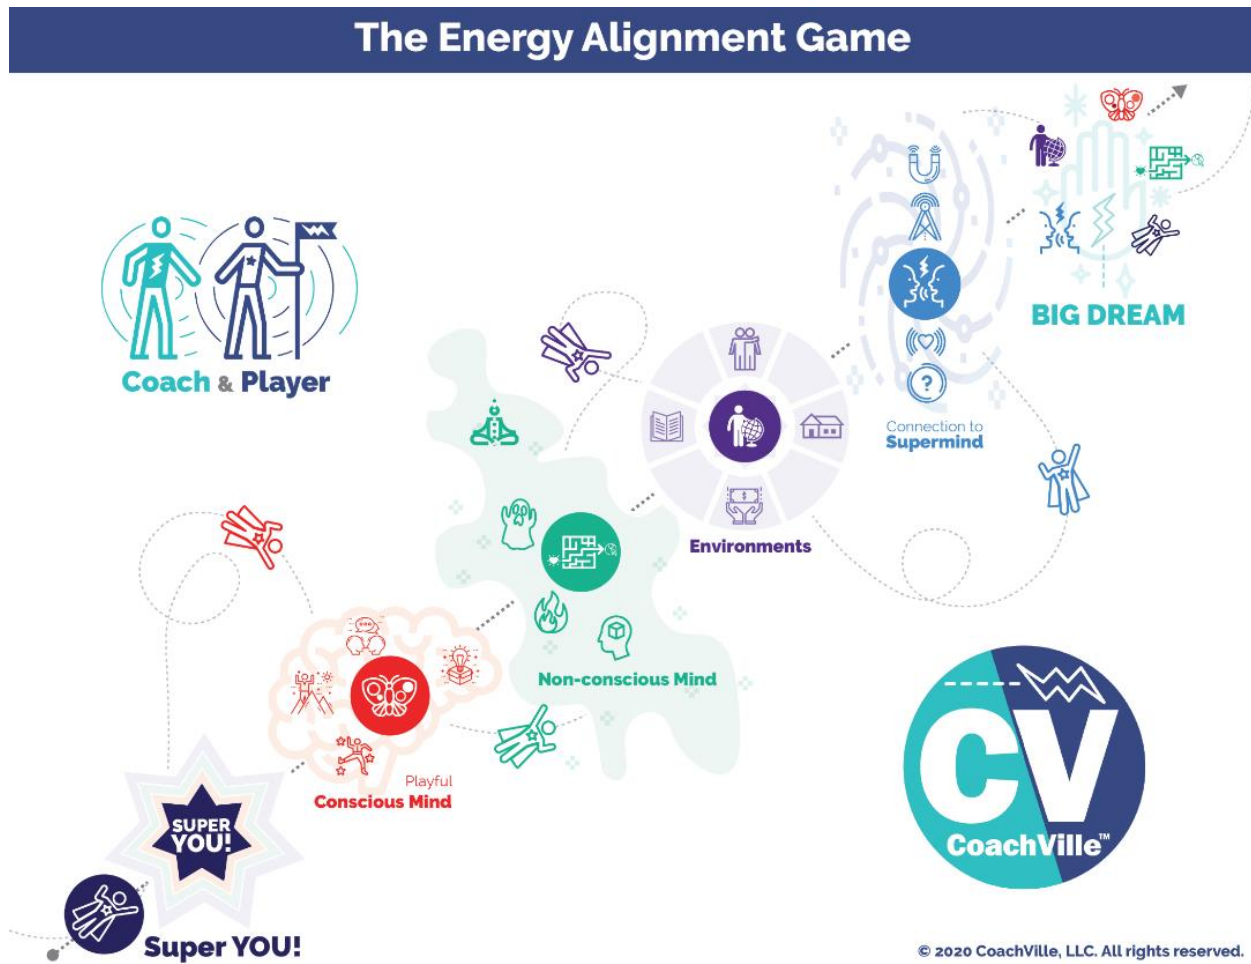 The Energy Alignment Game
BIG DREAM
Coach & Player
?
Connection to
Supermind
$
Environments
Non-conscious Mind
Playful
Conscious Mind
SUPER
YOU!
Super YOU!
CV
CoachVille™
© 2020 CoachVille, LLC. All rights reserved.